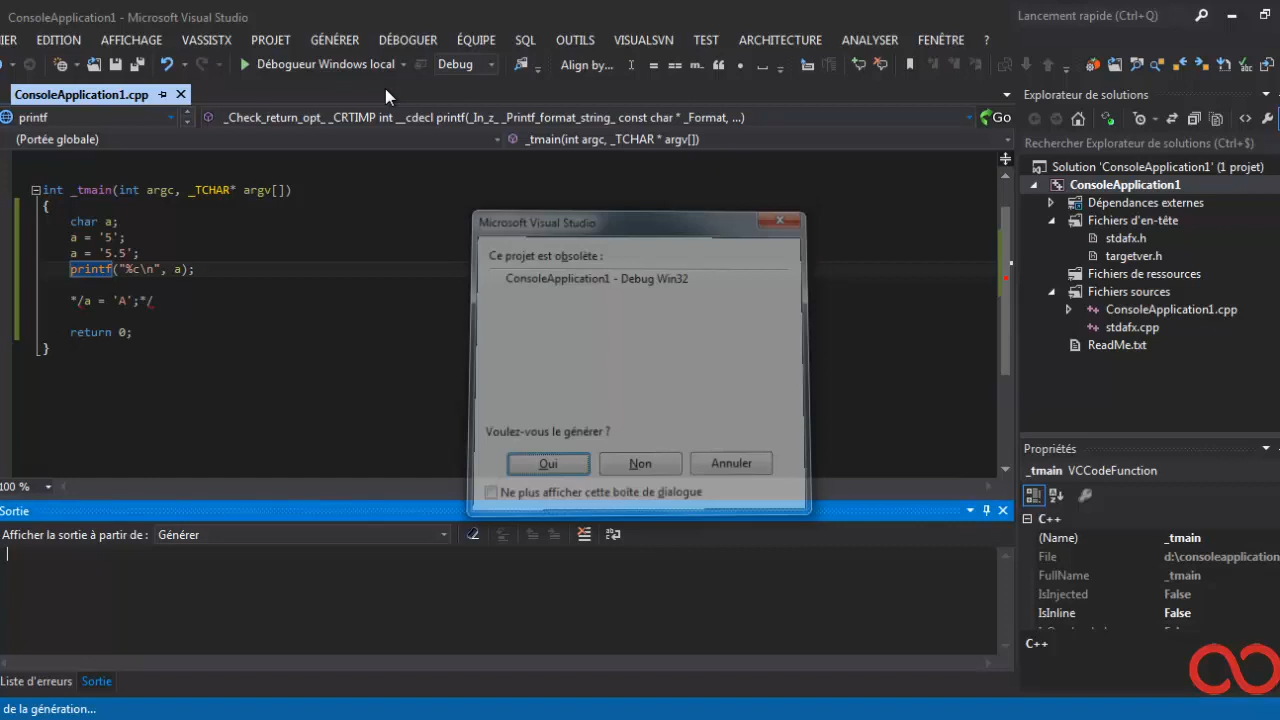 ConsoleApplication1 - Microsoft Visual Studio
Lancement rapide (Ctrl+Q)
IER EDITION AFFICHAGE VASSISTX PROJET GÉNÉRER DÉBOGUER ÉQUIPE SQL OUTILS VISUALSVN TEST ARCHITECTURE ANALYSER FENÊTRE ?
Débogueur Windows local Debug Align by...
ConsoleApplication1.cpp
printf
_Check_return_opt_ _CRTIMP int __cdecl printf(_In_z_ _Printf_format_string_ const char * _Format, ...)
Go
(Portée globale)
_tmain(int argc, _TCHAR * argv[])
int _tmain(int argc, _TCHAR* argv[])
{
char a;
a = '5';
a = '5.5';
printf("%c\n", a);
*/a = 'A';*/
return 0;
}
Microsoft Visual Studio
Ce projet est obsolète :
ConsoleApplication1 - Debug Win32
Voulez-vous le générer ?
Oui Non Annuler
Ne plus afficher cette boîte de dialogue
100 %
Sortie
Afficher la sortie à partir de : Générer
Liste d'erreurs Sortie
de la génération...
Explorateur de solutions
Rechercher Explorateur de solutions (Ctrl+$)
Solution 'ConsoleApplication1' (1 projet)
ConsoleApplication1
Dépendances externes
Fichiers d'en-tête
stdafx.h
targetver.h
Fichiers de ressources
Fichiers sources
ConsoleApplication1.cpp
stdafx.cpp
ReadMe.txt
Propriétés
_tmain VCCodeFunction
C++
(Name) _tmain
File d:\consoleapplication
FullName _tmain
IsInjected False
IsInline False
C++